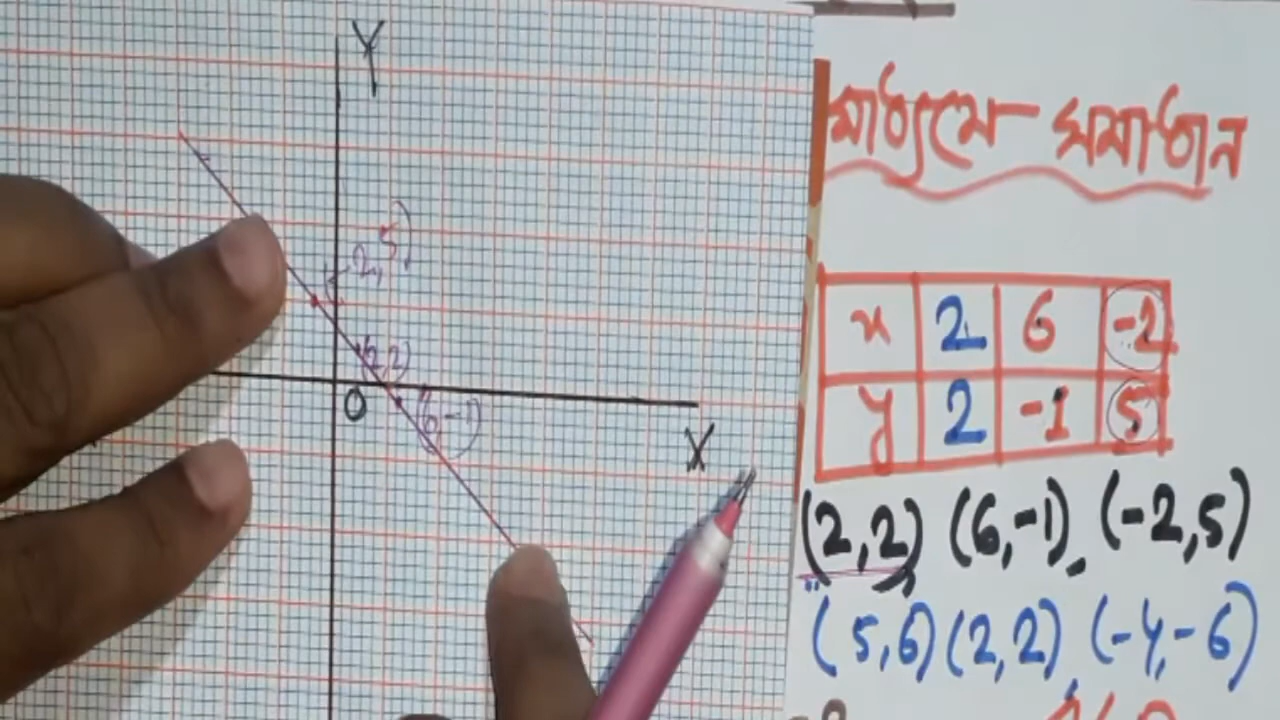 Y
মাধ্যমে সমাধান
(-2,5)
(2,2)
(6-1)
O
X
x 2 6 -2
y 2 -1 5
(2,2) (6,-1), (-2,5)
(5,6) (2,2), (-4,-6)